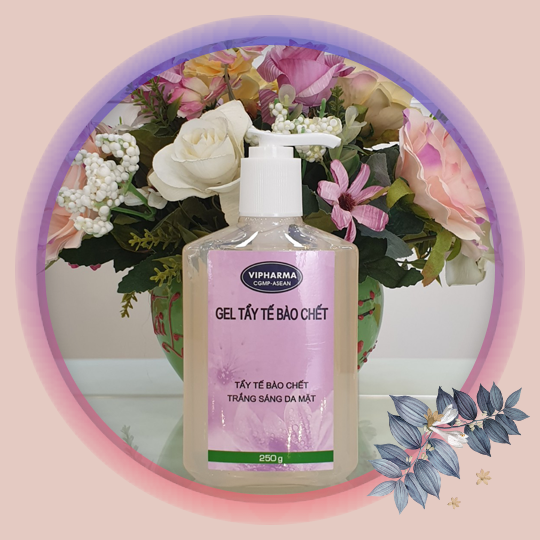 VIPHARMA
CGMP-ASEAN
GEL TẨY TẾ BÀO CHẾT
TẨY TẾ BÀO CHẾT
TRẮNG SÁNG DA MẶT
250 g